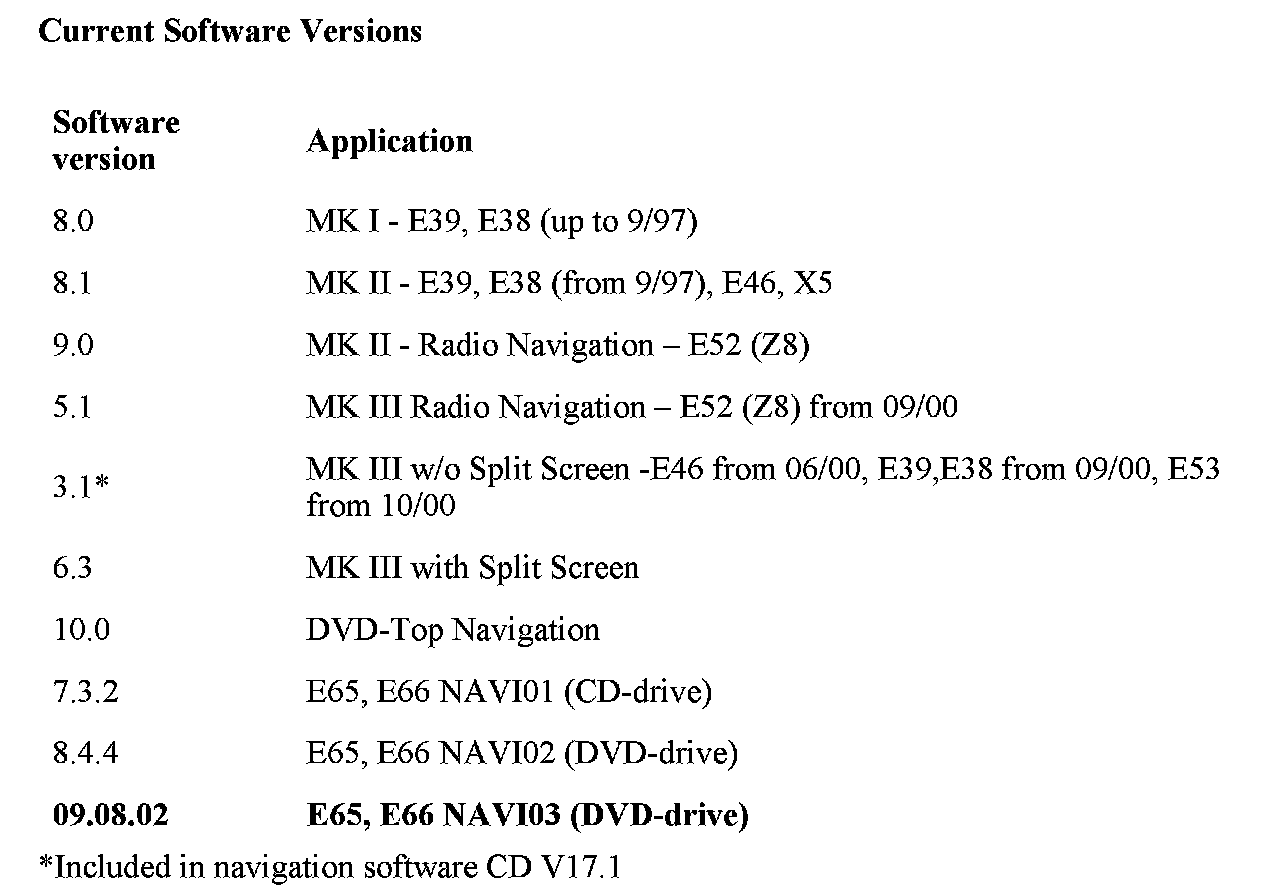 Current Software Versions
Software version
Application
8.0 MK I - E39, E38 (up to 9/97)
8.1 MK II - E39, E38 (from 9/97), E46, X5
9.0 MK II - Radio Navigation – E52 (Z8)
5.1 MK III Radio Navigation – E52 (Z8) from 09/00
3.1* MK III w/o Split Screen -E46 from 06/00, E39,E38 from 09/00, E53
from 10/00
6.3 MK III with Split Screen
10.0 DVD-Top Navigation
7.3.2 E65, E66 NAVI01 (CD-drive)
8.4.4 E65, E66 NAVI02 (DVD-drive)
09.08.02 E65, E66 NAVI03 (DVD-drive)
*Included in navigation software CD V17.1